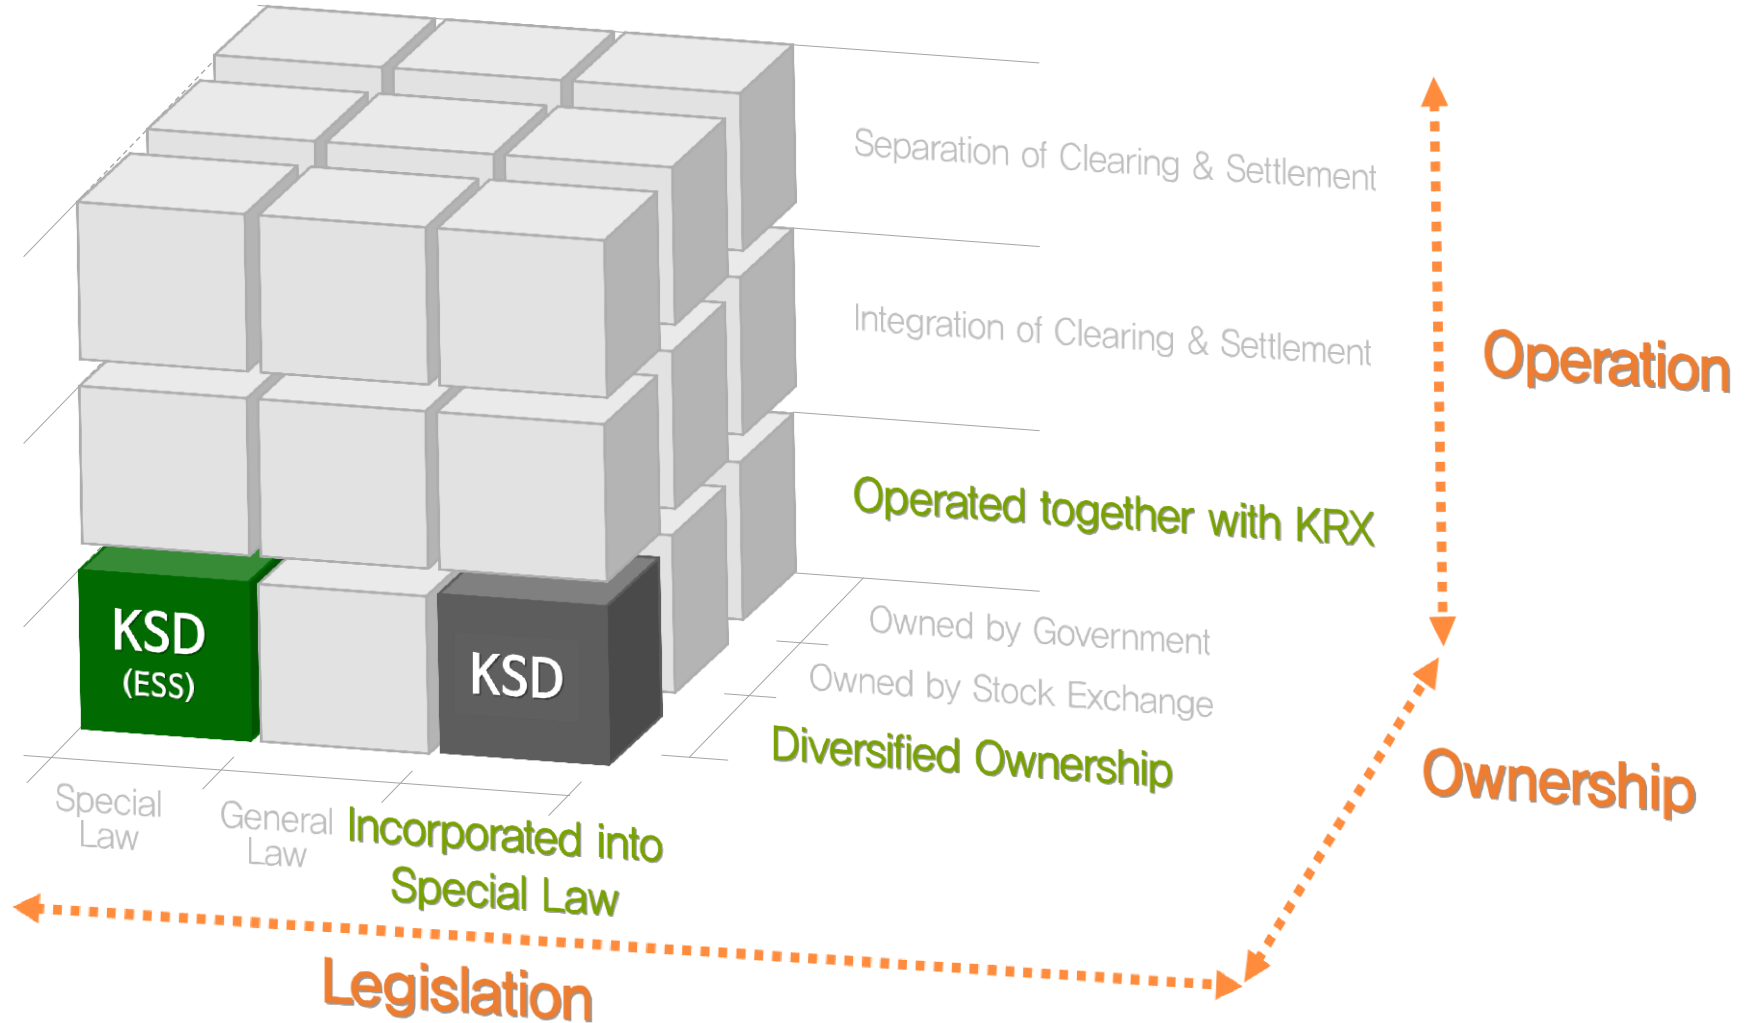 Separation of Clearing & Settlement
Integration of Clearing & Settlement
Operation
Operated together with KRX
KSD
(ESS)
KSD
Owned by Government
Owned by Stock Exchange
Diversified Ownership
Ownership
Special
Law
General
Law
Incorporated into
Special Law
Legislation